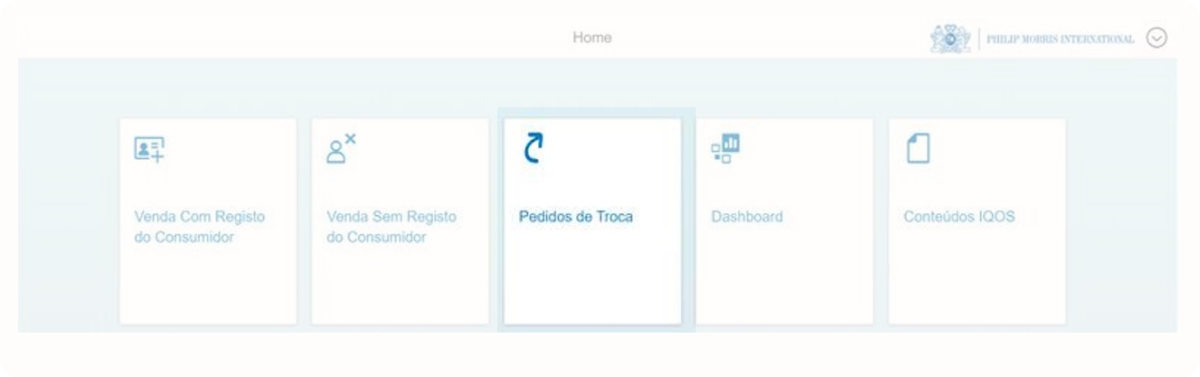 Home
PHILIP MORRIS INTERNATIONAL
Venda Com Registo
do Consumidor
Venda Sem Registo
do Consumidor
Pedidos de Troca
Dashboard
Conteúdos IQOS